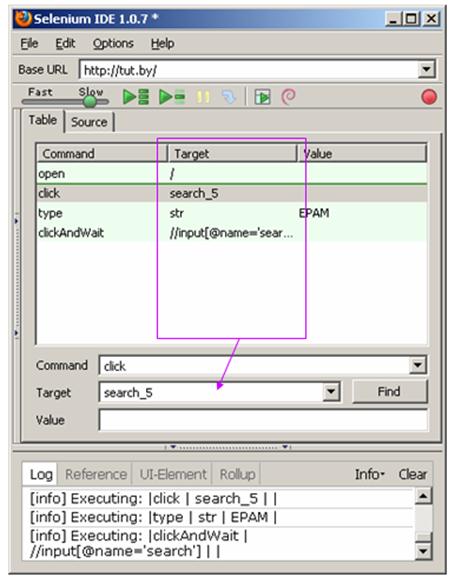 Selenium IDE 1.0.7 *
File Edit Options Help
Base URL http://tut.by/
Fast Slow
Table Source
Command Target Value
open /
click search_5
type str EPAM
clickAndWait //input[@name='sear...
Command click
Target search_5 Find
Value
Log Reference UI-Element Rollup Info Clear
[info] Executing: |click | search_5 | |
[info] Executing: |type | str | EPAM |
[info] Executing: |clickAndWait |
//input[@name='search'] | |